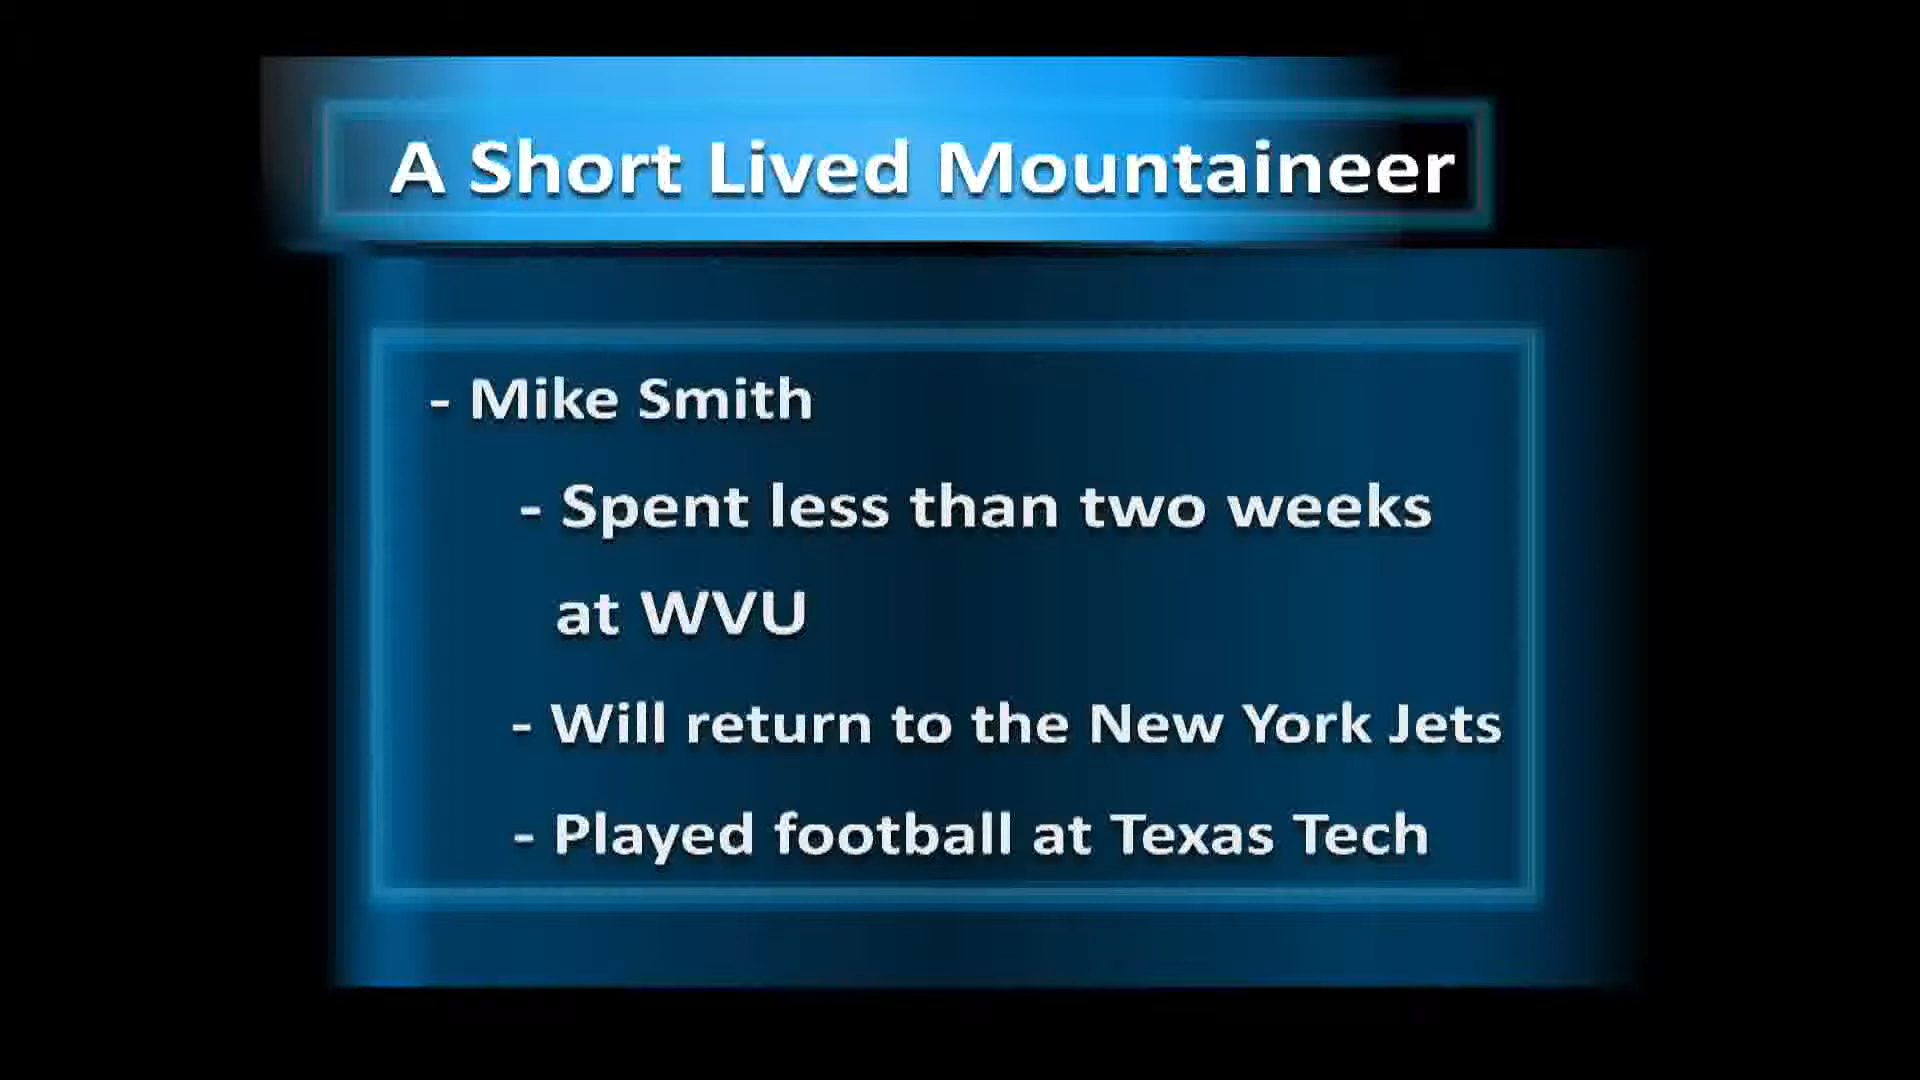 A Short Lived Mountaineer
- Mike Smith
- Spent less than two weeks
at WVU
- Will return to the New York Jets
- Played football at Texas Tech